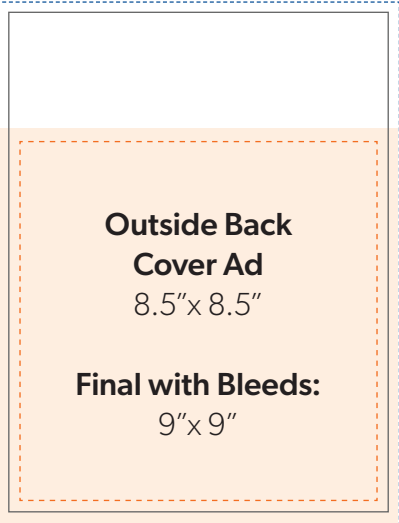 Outside Back
Cover Ad
8.5”x 8.5”
Final with Bleeds:
9”x 9”